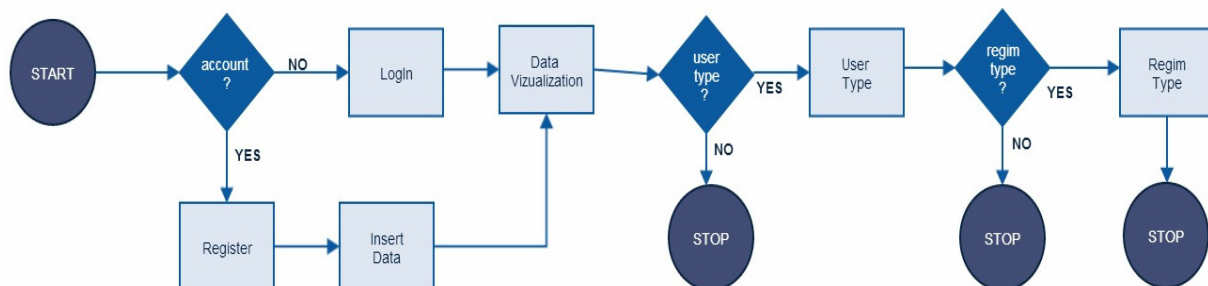 START
account
?
NO
LogIn
Data
Vizualization
user
type
?
YES
User
Type
regim
type
?
YES
Regim
Type
YES
NO
NO
Register
Insert
Data
STOP
STOP
STOP